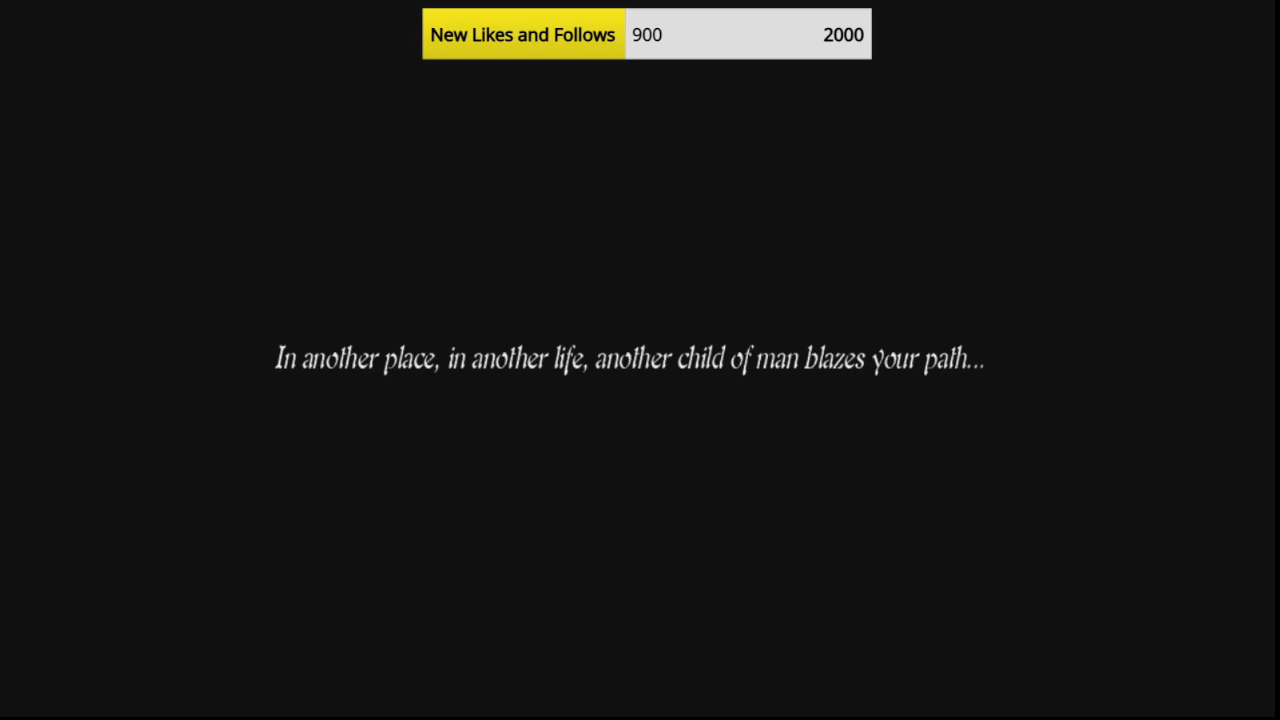 New Likes and Follows 900 2000
In another place, in another life, another child of man blazes your path...